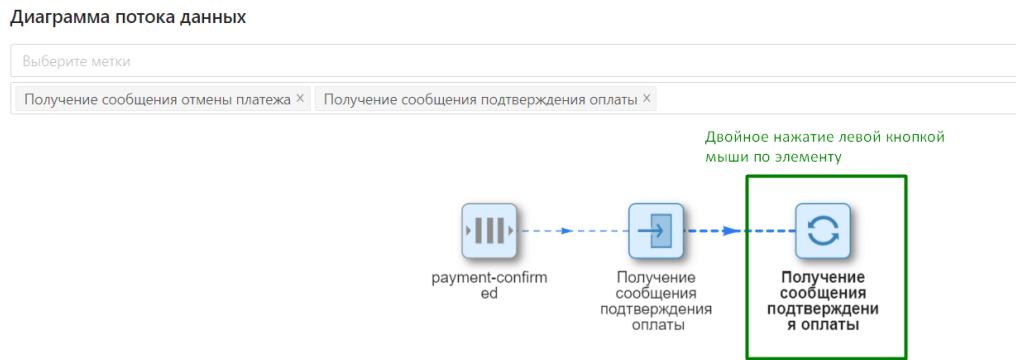 Диаграмма потока данных
Выберите метки
Получение сообщения отмены платежа × Получение сообщения подтверждения оплаты ×
Двойное нажатие левой кнопкой
мыши по элементу
payment-confirm
ed
Получение
сообщения
подтверждения
оплаты
Получение
сообщения
подтверждени
я оплаты